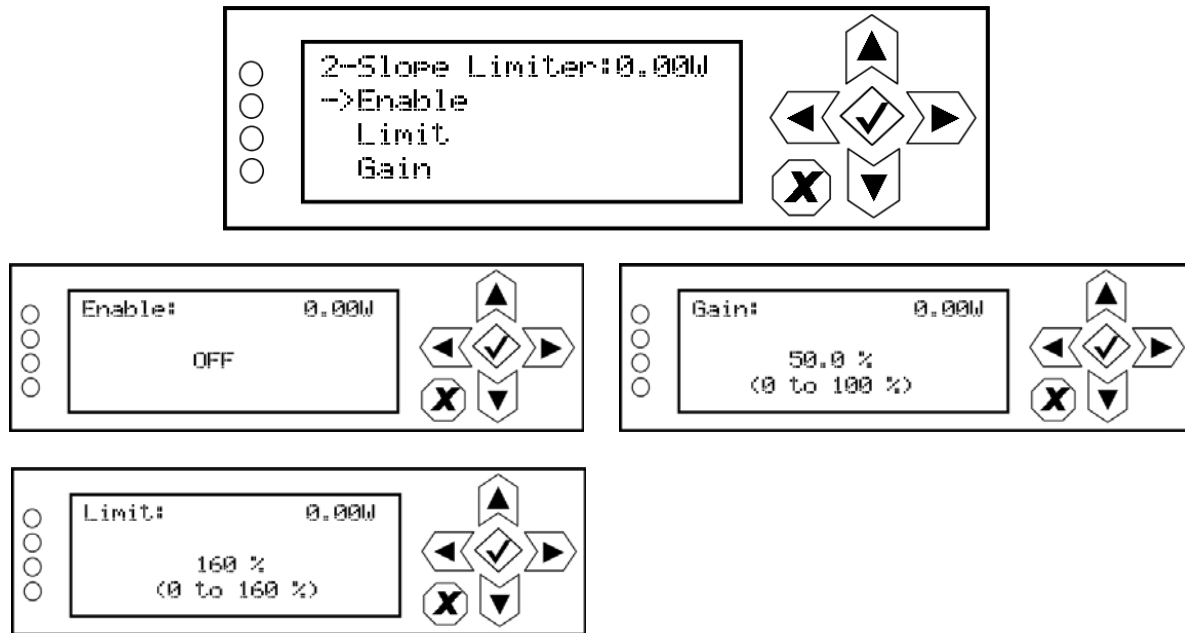 2-Slope Limiter:0.00W
->Enable
Limit
Gain
Enable: 0.00W
OFF
Gain: 0.00W
50.0 %
(0 to 100 %)
Limit: 0.00W
160 %
(0 to 160 %)